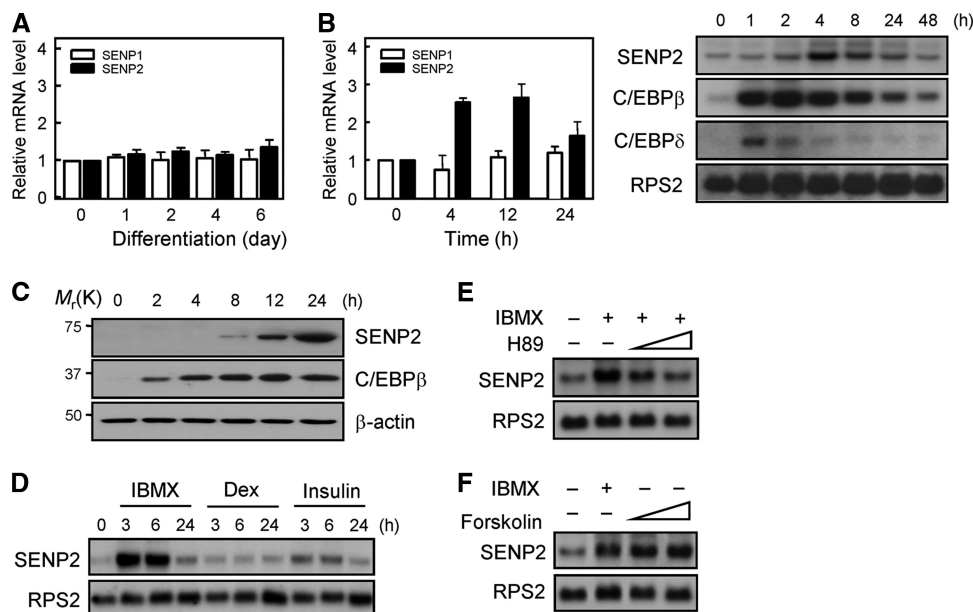 A
Relative mRNA level
4
3
2
1
0
SENP1
SENP2
0 1 2 4 6
Differentiation (day)
B
Relative mRNA level
4
3
2
1
0
SENP1
SENP2
0 4 12 24
Time (h)
0 1 2 4 8 24 48 (h)
SENP2
C/EBPβ
C/EBPδ
RPS2
C
Mr(K) 0 2 4 8 12 24 (h)
75
SENP2
37
C/EBPβ
50
β-actin
D
IBMX Dex Insulin
0 3 6 24 3 6 24 3 6 24 (h)
SENP2
RPS2
E
IBMX – + + +
H89 – –
SENP2
RPS2
F
IBMX – + – –
Forskolin – –
SENP2
RPS2